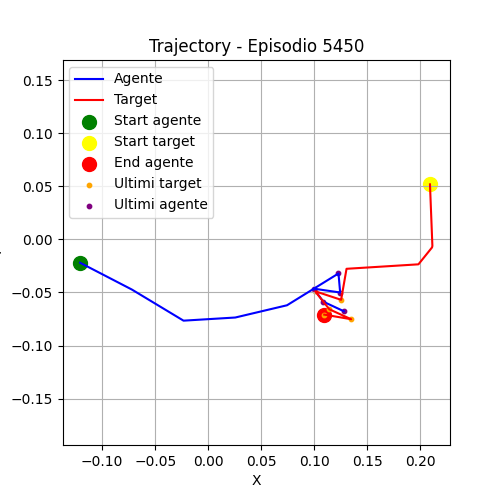 Trajectory - Episodio 5450
Agente
Target
Start agente
Start target
End agente
Ultimi target
Ultimi agente
0.15
0.10
0.05
0.00
−0.05
−0.10
−0.15
−0.10
−0.05
0.00
0.05
0.10
0.15
0.20
X